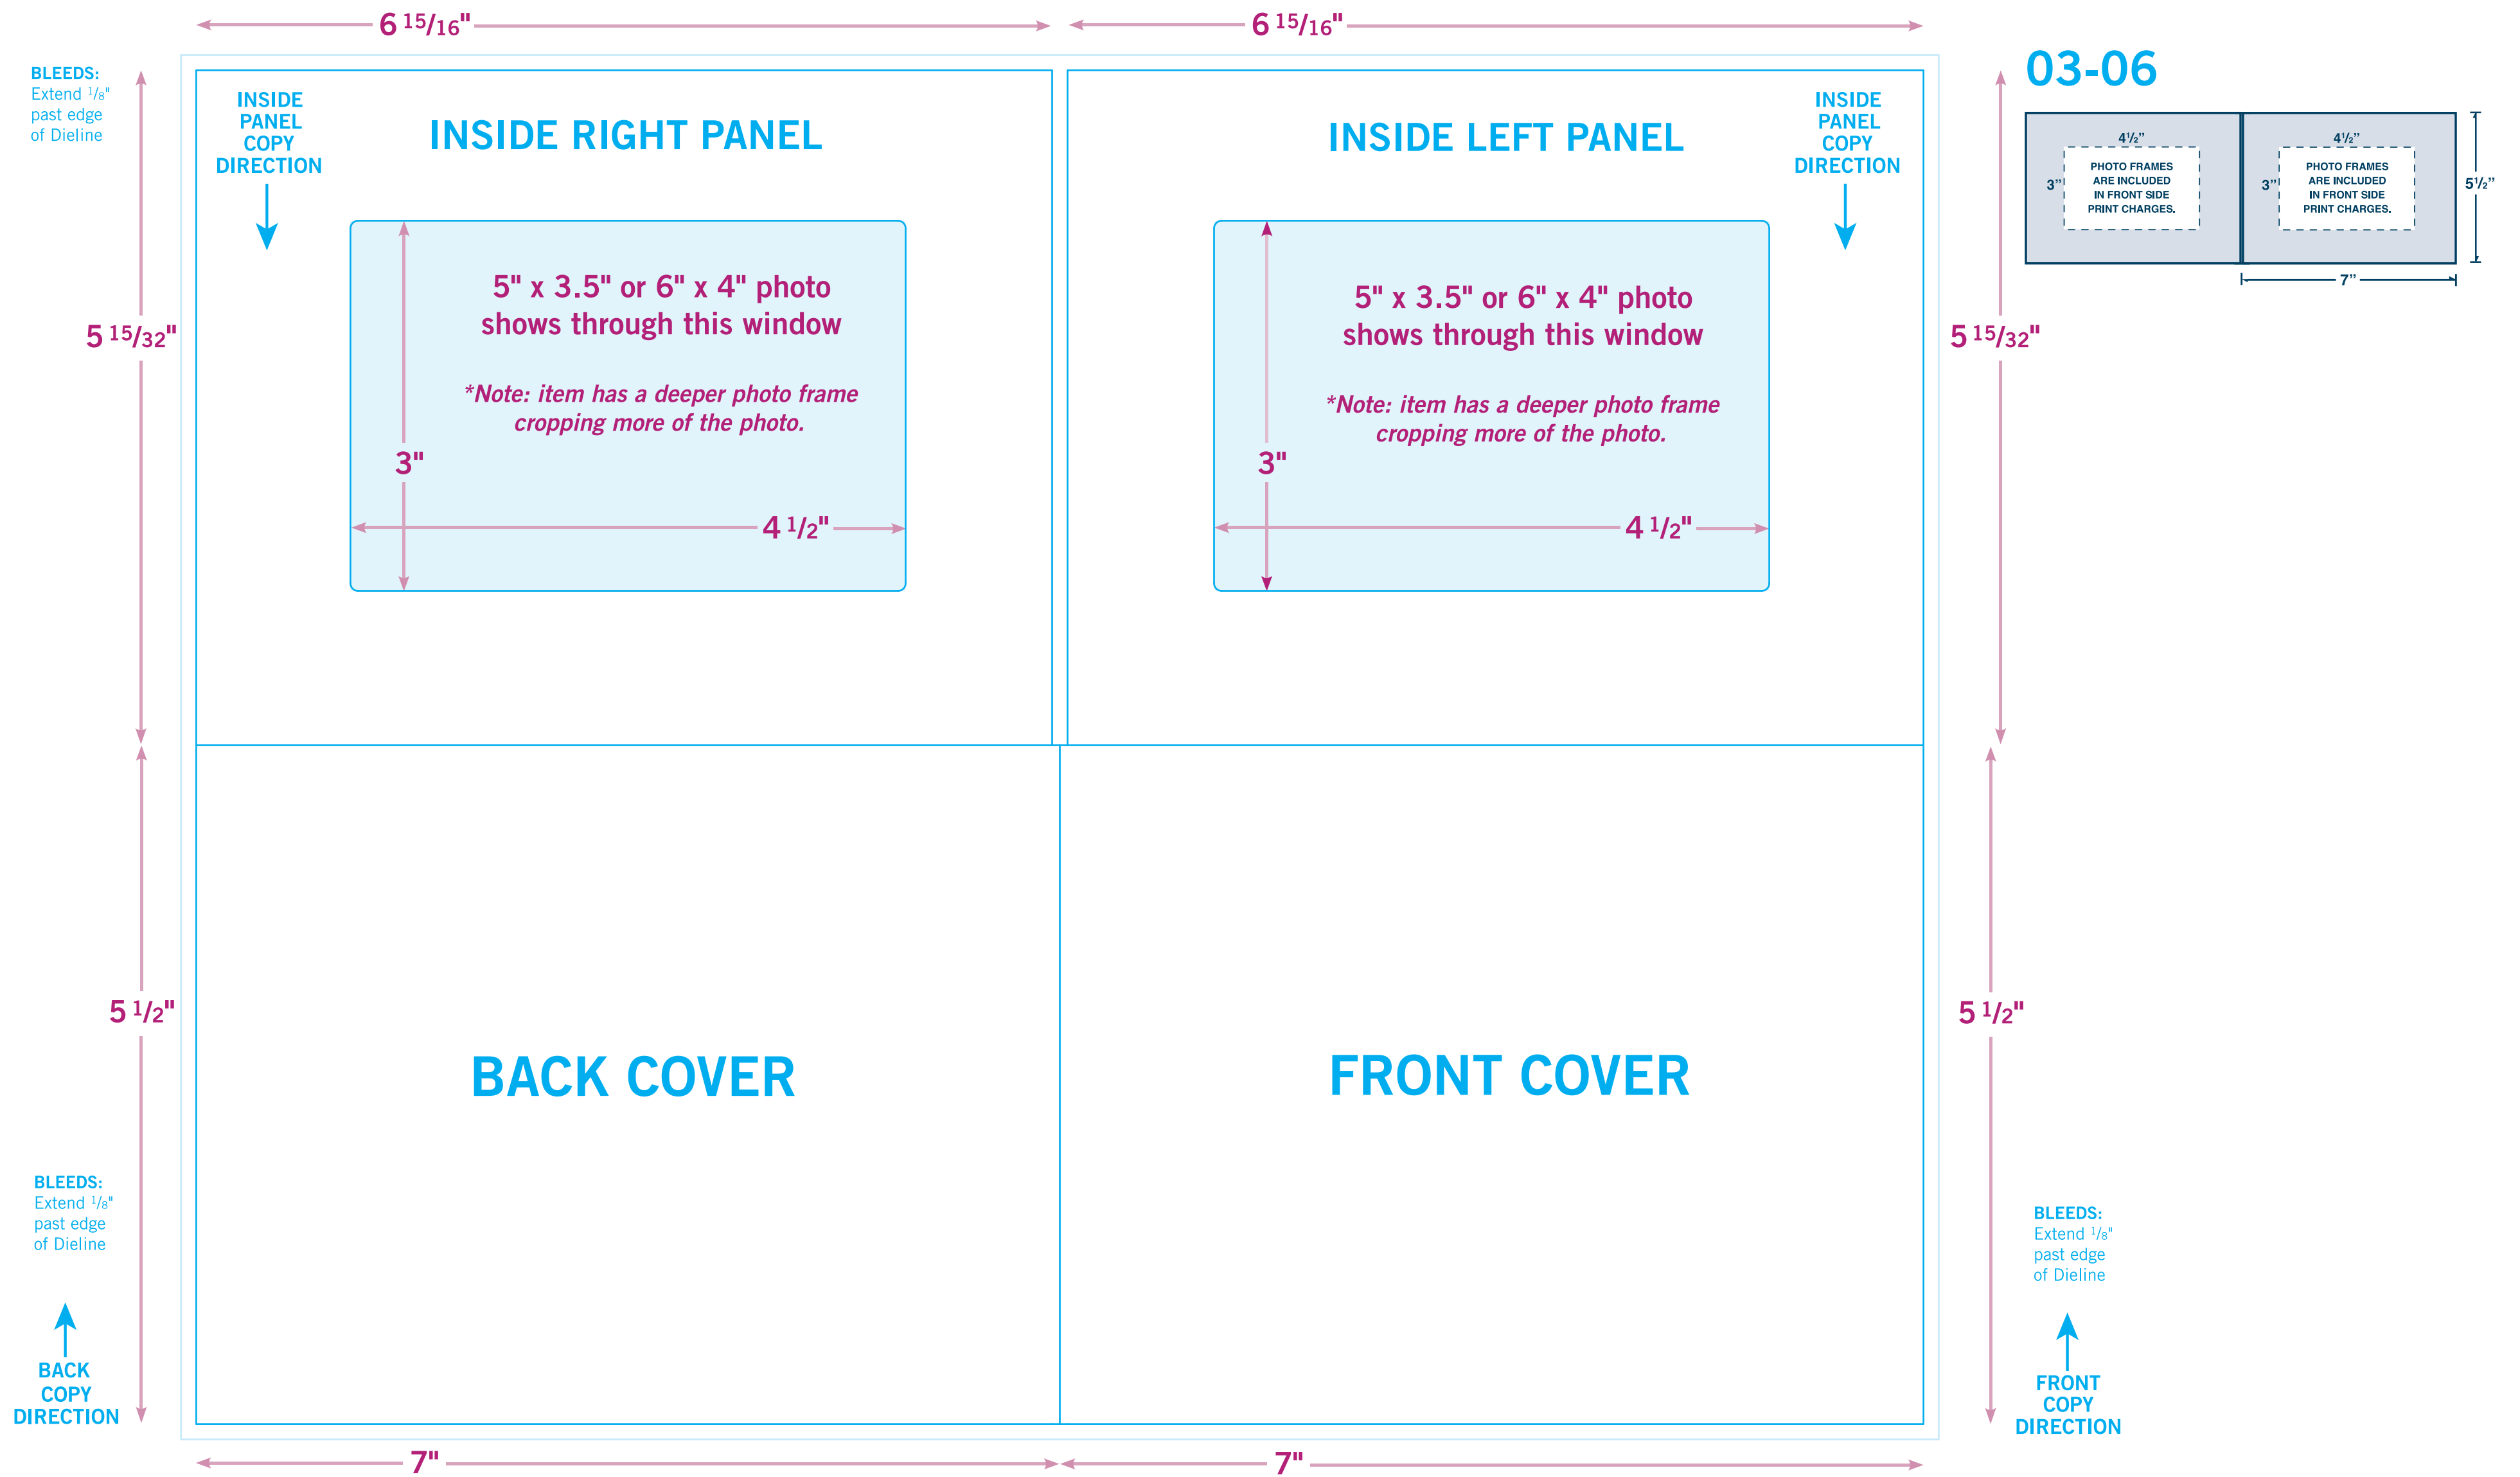 6 15/16"
6 15/16"
03-06
BLEEDS:
Extend 1/8"
past edge
of Dieline
INSIDE
PANEL
COPY
DIRECTION
INSIDE RIGHT PANEL
INSIDE LEFT PANEL
INSIDE
PANEL
COPY
DIRECTION
4½”
3”
PHOTO FRAMES
ARE INCLUDED
IN FRONT SIDE
PRINT CHARGES.
4½”
3”
PHOTO FRAMES
ARE INCLUDED
IN FRONT SIDE
PRINT CHARGES.
5½”
7”
5 15/32"
5" x 3.5" or 6" x 4" photo
shows through this window
*Note: item has a deeper photo frame
cropping more of the photo.
3"
4 1/2"
5" x 3.5" or 6" x 4" photo
shows through this window
*Note: item has a deeper photo frame
cropping more of the photo.
3"
4 1/2"
5 15/32"
5 1/2"
BACK COVER
FRONT COVER
5 1/2"
BLEEDS:
Extend 1/8"
past edge
of Dieline
BACK
COPY
DIRECTION
BLEEDS:
Extend 1/8"
past edge
of Dieline
FRONT
COPY
DIRECTION
7"
7"